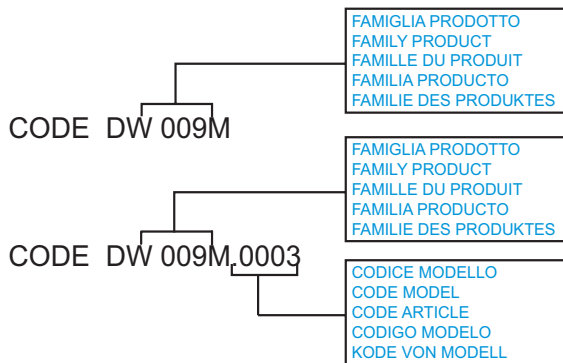 FAMIGLIA PRODOTTO
FAMILY PRODUCT
FAMILLE DU PRODUIT
FAMILIA PRODUCTO
FAMILIE DES PRODUKTES
CODE DW 009M
FAMIGLIA PRODOTTO
FAMILY PRODUCT
FAMILLE DU PRODUIT
FAMILIA PRODUCTO
FAMILIE DES PRODUKTES
CODE DW 009M.0003
CODICE MODELLO
CODE MODEL
CODE ARTICLE
CODIGO MODELO
KODE VON MODELL